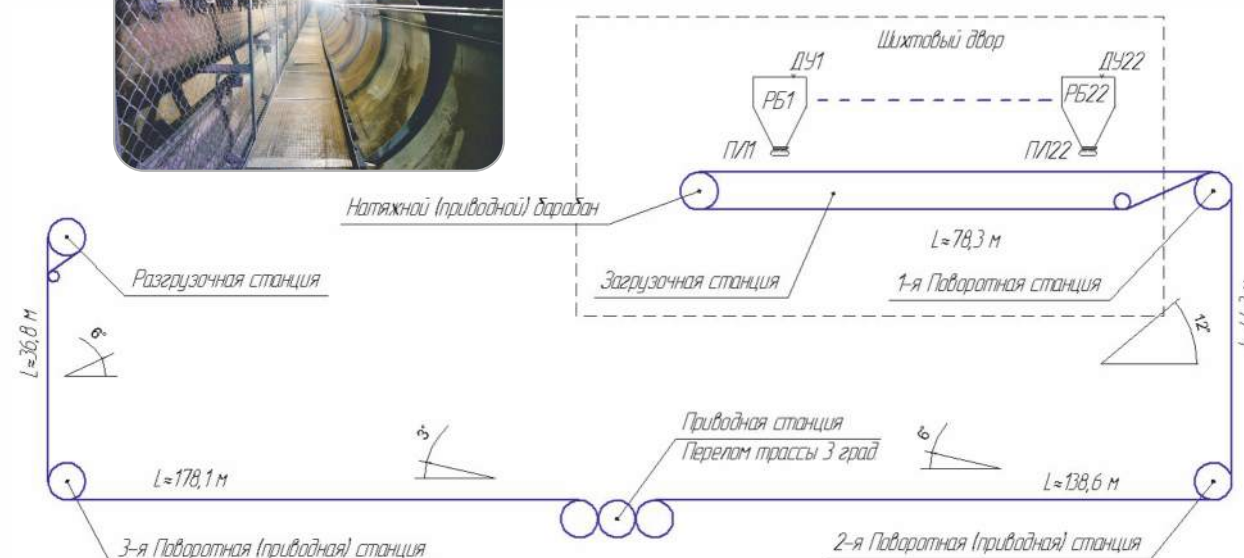 Шихтовый двор
ДУ1
ДУ22
РБ1
РБ22
ПЛ1
ПЛ22
Натяжной (приводной) барабан
L≈78,3 м
Разгрузочная станция
Загрузочная станция
1-я Поворотная станция
L≈36,8 м
6°
12°
Приводная станция
Перелом трассы 3 град
3°
6°
L≈178,1 м
L≈138,6 м
3-я Поворотная (приводная) станция
2-я Поворотная (приводная) станция